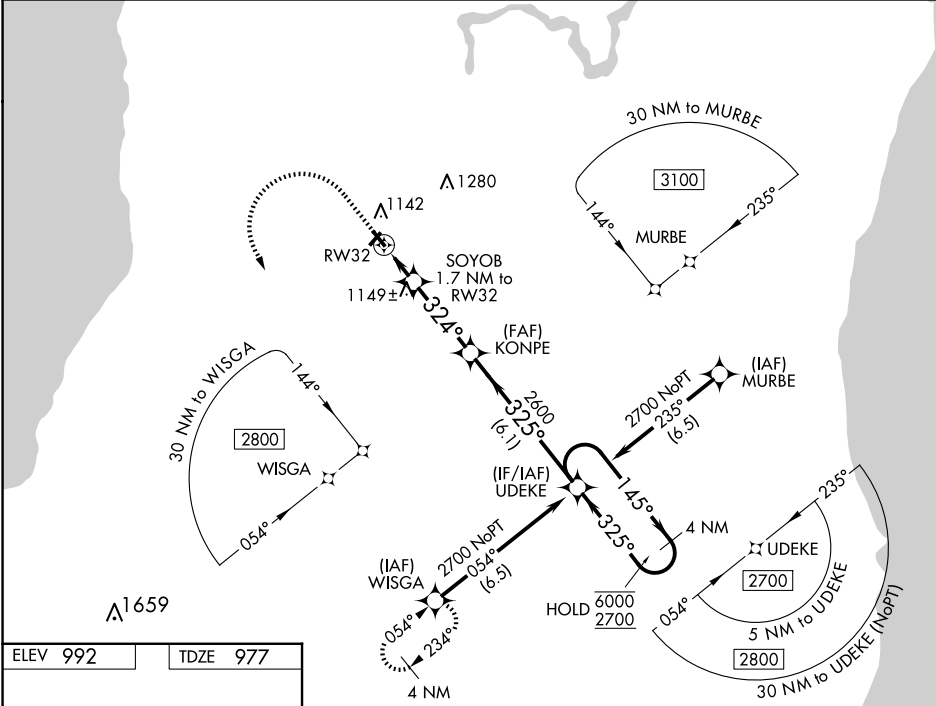 30 NM to MURBE
3100
144°
235°
MURBE
1280
1142
RW32
SOYOB
1.7 NM to
RW32
1149±
324°
(FAF)
KONPE
(IAF)
MURBE
2700 NoPT
235°
(6.5)
2600
325°
(6.1)
30 NM to WISGA
144°
2800
WISGA
054°
(IF/IAF)
UDEKE
145°
325°
4 NM
HOLD
6000
2700
2700 NoPT
054°
(6.5)
(IAF)
WISGA
054°
234°
4 NM
235°
UDEKE
2700
054°
5 NM to UDEKE
2800
30 NM to UDEKE (NoPT)
1659
ELEV 992
TDZE 977